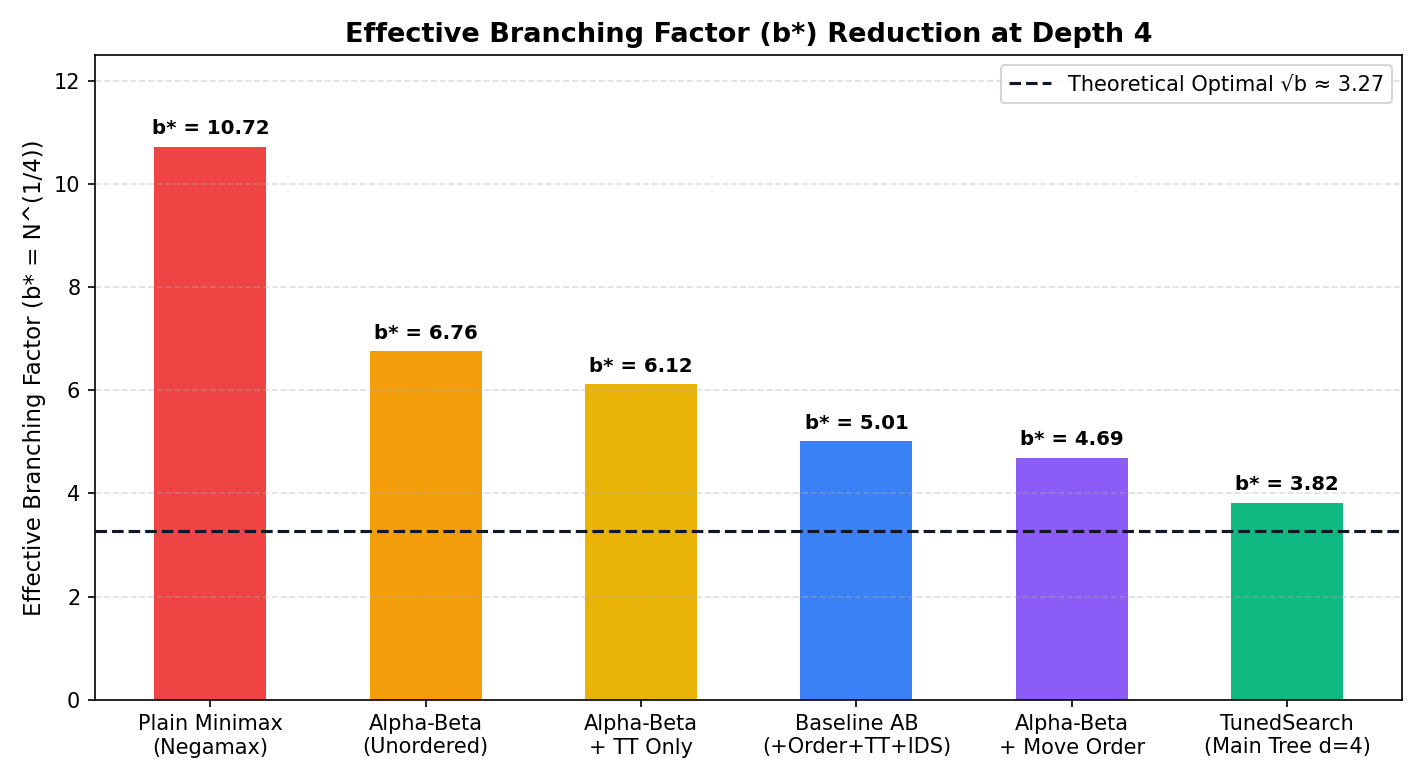 Effective Branching Factor (b*) Reduction at Depth 4
Effective Branching Factor (b* = N^(1/4))
12
10
8
6
4
2
0
Theoretical Optimal √b ≈ 3.27
b* = 10.72
b* = 6.76
b* = 6.12
b* = 5.01
b* = 4.69
b* = 3.82
Plain Minimax
(Negamax)
Alpha-Beta
(Unordered)
Alpha-Beta
+ TT Only
Baseline AB
(+Order+TT+IDS)
Alpha-Beta
+ Move Order
TunedSearch
(Main Tree d=4)